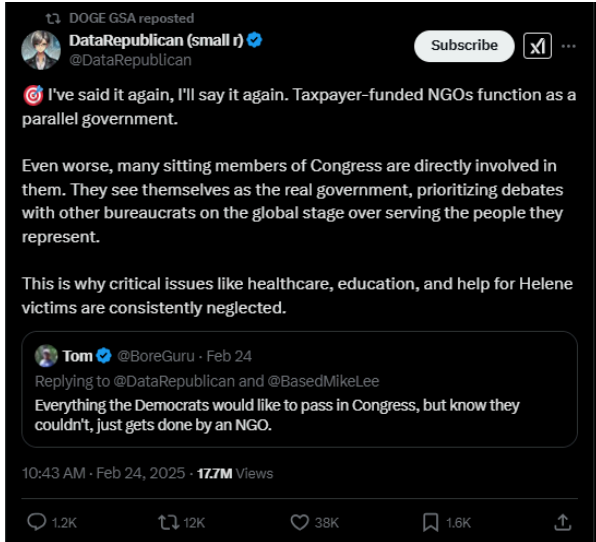 DOGE GSA reposted
DataRepublican (small r)
@DataRepublican
Subscribe
🎯 I've said it again, I'll say it again. Taxpayer-funded NGOs function as a
parallel government.
Even worse, many sitting members of Congress are directly involved in
them. They see themselves as the real government, prioritizing debates
with other bureaucrats on the global stage over serving the people they
represent.
This is why critical issues like healthcare, education, and help for Helene
victims are consistently neglected.
Tom @BoreGuru · Feb 24
Replying to @DataRepublican and @BasedMikeLee
Everything the Democrats would like to pass in Congress, but know they
couldn't, just gets done by an NGO.
10:43 AM · Feb 24, 2025 · 17.7M Views
1.2K 12K 38K 1.6K